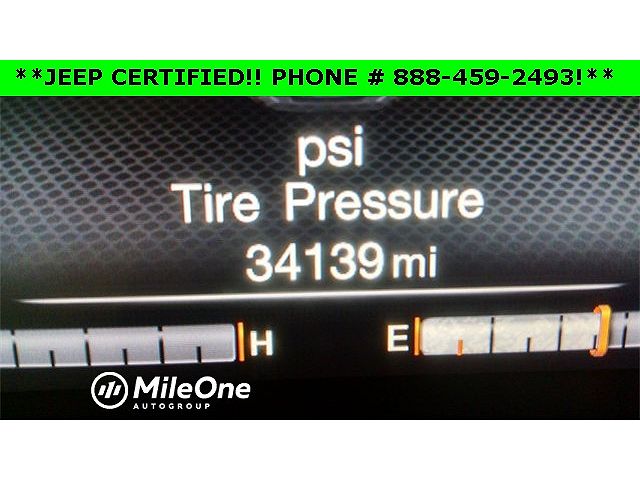 **JEEP CERTIFIED!! PHONE # 888-459-2493!**
psi
Tire Pressure
34139 mi
H E
MileOne
AUTOGROUP